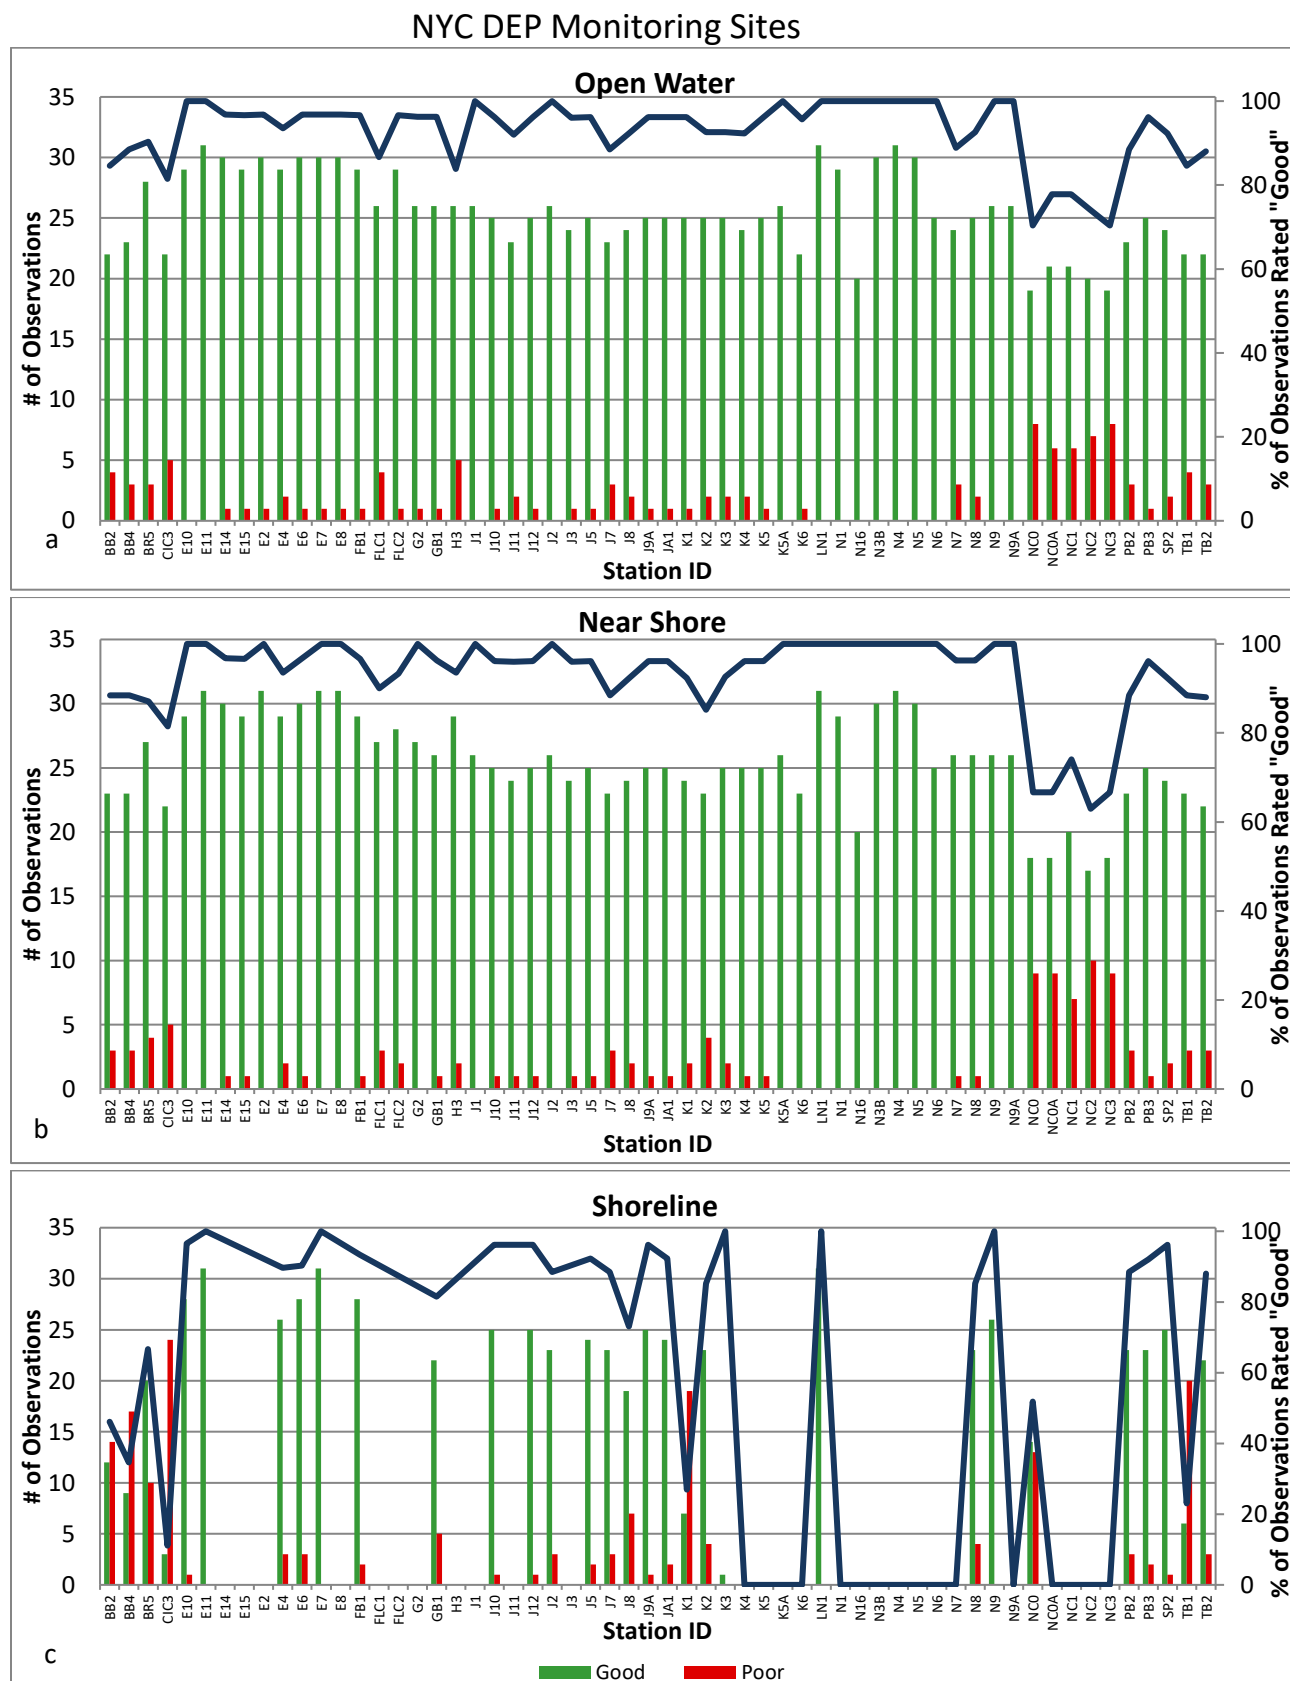 NYC DEP Monitoring Sites
Open Water
35
30
25
20
15
10
5
0
# of Observations
100
80
60
40
20
0
% of Observations Rated "Good"
BB2 BB4 BR5 CIC3 E10 E11 E14 E15 E2 E4 E6 E7 E8 FB1 FLC1 FLC2 G2 GB1 H3 J1 J10 J11 J12 J2 J3 J5 J7 J8 J9A JA1 K1 K2 K3 K4 K5 K5A K6 LN1 N1 N16 N3B N4 N5 N6 N7 N8 N9 N9A NC0 NC0A NC1 NC2 NC3 PB2 PB3 SP2 TB1 TB2
a
Station ID
Near Shore
35
30
25
20
15
10
5
0
# of Observations
100
80
60
40
20
0
% of Observations Rated "Good"
BB2 BB4 BR5 CIC3 E10 E11 E14 E15 E2 E4 E6 E7 E8 FB1 FLC1 FLC2 G2 GB1 H3 J1 J10 J11 J12 J2 J3 J5 J7 J8 J9A JA1 K1 K2 K3 K4 K5 K5A K6 LN1 N1 N16 N3B N4 N5 N6 N7 N8 N9 N9A NC0 NC0A NC1 NC2 NC3 PB2 PB3 SP2 TB1 TB2
b
Station ID
Shoreline
35
30
25
20
15
10
5
0
# of Observations
100
80
60
40
20
0
% of Observations Rated "Good"
BB2 BB4 BR5 CIC3 E10 E11 E14 E15 E2 E4 E6 E7 E8 FB1 FLC1 FLC2 GB1 H3 J1 J10 J11 J12 J2 J3 J5 J7 J8 J9A JA1 K1 K2 K3 K4 K5 K5A K6 LN1 N1 N16 N3B N4 N5 N6 N7 N8 N9 N9A NC0 NC0A NC1 NC2 NC3 PB2 PB3 SP2 TB1 TB2
Station ID
c
Good Poor